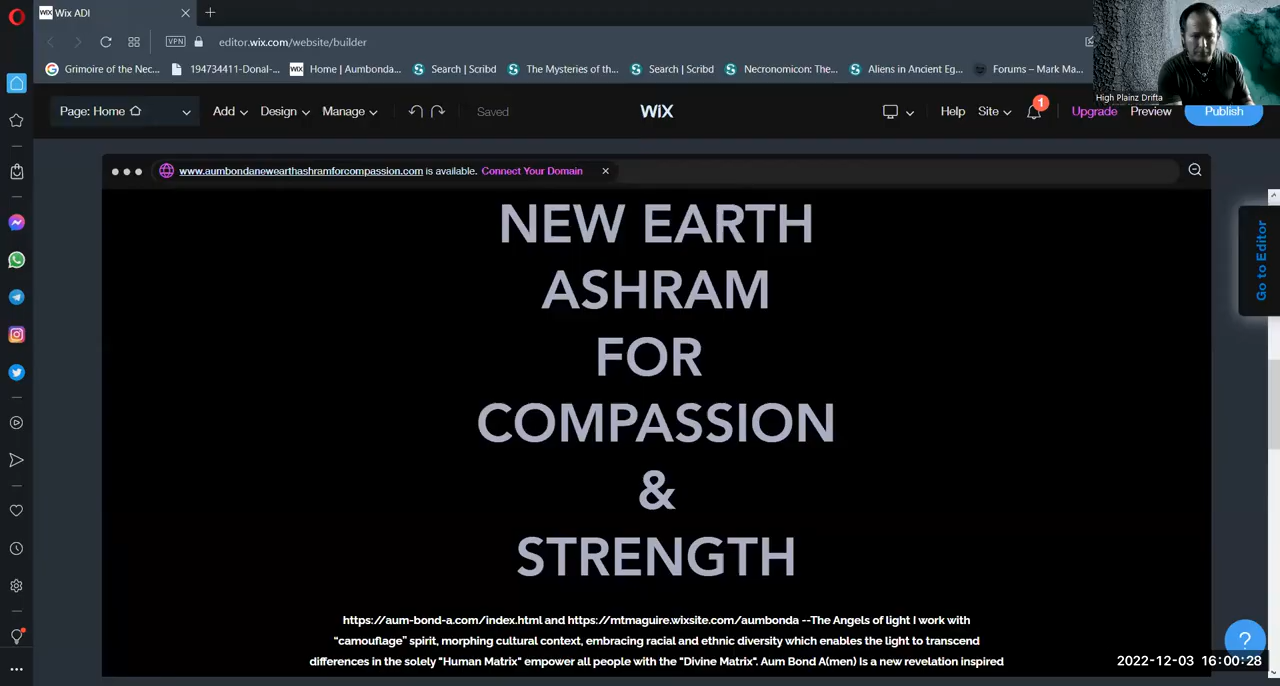 WIX Wix ADI
VPN editor.wix.com/website/builder
Grimoire of the Nec... 194734411-Donal-... WIX Home | Aumbonda... Search | Scribd The Mysteries of th... Search | Scribd Necronomicon: The... Aliens in Ancient Eg... Forums – Mark Ma...
High Plainz Drifta
Page: Home Add Design Manage Saved WiX Help Site 1 Upgrade Preview Publish
www.aumbondanewearthashramforcompassion.com is available. Connect Your Domain
Go to Editor
NEW EARTH
ASHRAM
FOR
COMPASSION
&
STRENGTH
https://aum-bond-a.com/index.html and https://mtmaguire.wixsite.com/aumbonda --The Angels of light I work with
"camouflage" spirit, morphing cultural context, embracing racial and ethnic diversity which enables the light to transcend
differences in the solely "Human Matrix" empower all people with the "Divine Matrix". Aum Bond A(men) Is a new revelation inspired
?
2022-12-03 16:00:28